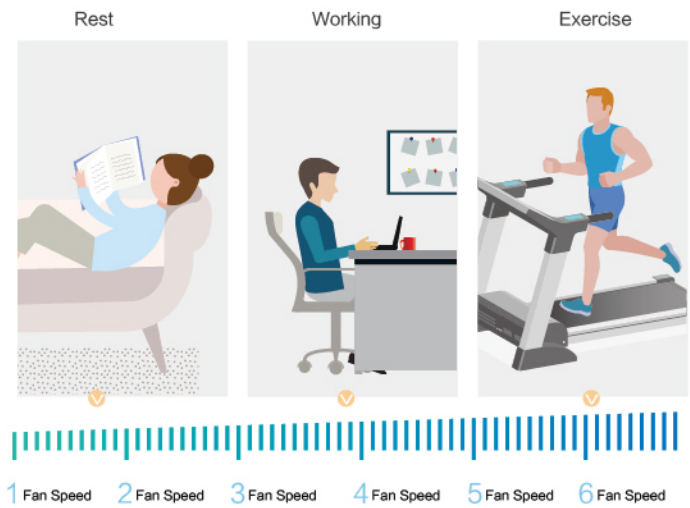 Rest
Working
Exercise
1 Fan Speed
2 Fan Speed
3 Fan Speed
4 Fan Speed
5 Fan Speed
6 Fan Speed